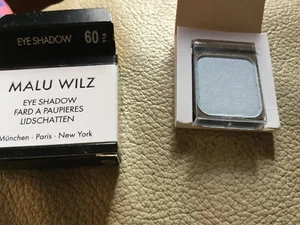 EYE SHADOW 60
MALU WILZ
EYE SHADOW
FARD A PAUPIERES
LIDSCHATTEN
München · Paris · New York